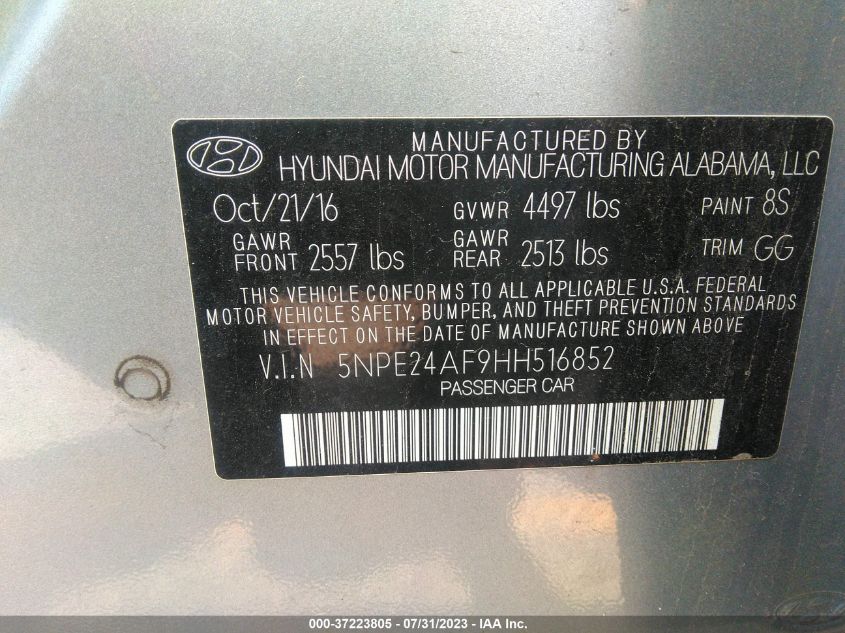 MANUFACTURED BY
HYUNDAI MOTOR MANUFACTURING ALABAMA, LLC
Oct/21/16 GVWR 4497 lbs PAINT 8S
GAWR FRONT 2557 lbs GAWR REAR 2513 lbs TRIM GG
THIS VEHICLE CONFORMS TO ALL APPLICABLE U.S.A. FEDERAL
MOTOR VEHICLE SAFETY, BUMPER, AND THEFT PREVENTION STANDARDS
IN EFFECT ON THE DATE OF MANUFACTURE SHOWN ABOVE
V.I.N 5NPE24AF9HH516852
PASSENGER CAR
000-37223805 - 07/31/2023 - IAA Inc.